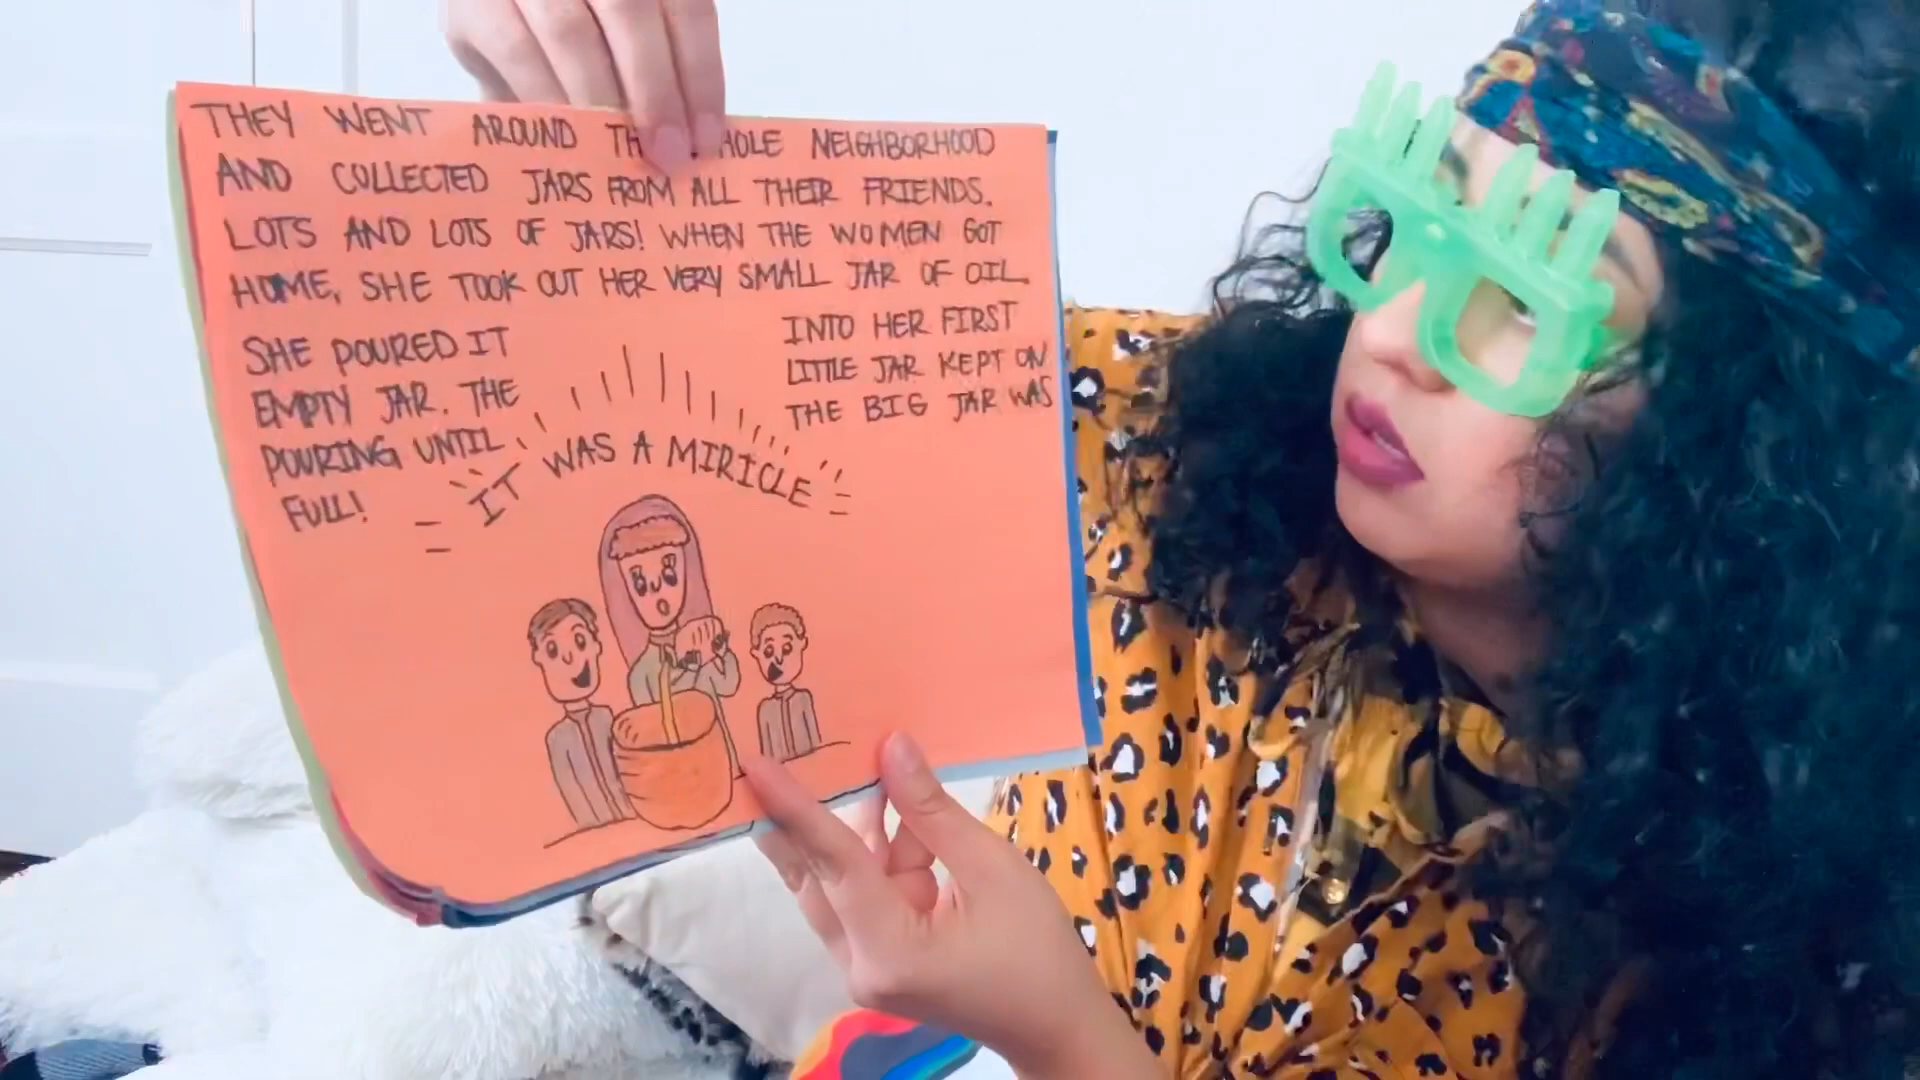 THEY WENT AROUND TH HOLE NEIGHBORHOOD
AND COLLECTED JARS FROM ALL THEIR FRIENDS.
LOTS AND LOTS OF JARS! WHEN THE WOMEN GOT
HOME, SHE TOOK OUT HER VERY SMALL JAR OF OIL
SHE POURED IT INTO HER FIRST
EMPTY JAR. THE LITTLE JAR KEPT ON
POURING UNTIL THE BIG JAR WAS
FULL!
IT WAS A MIRICLE